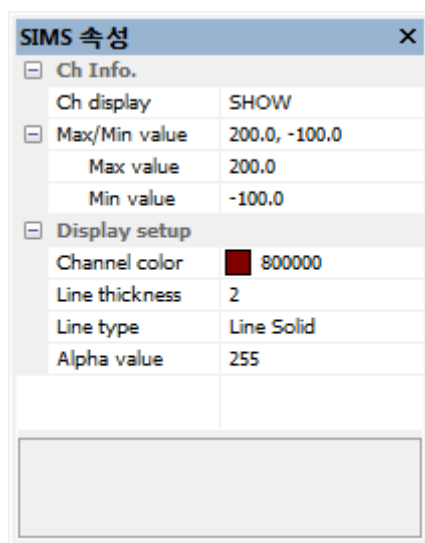 SIMS 속성
Ch Info.
Ch display SHOW
Max/Min value 200.0, -100.0
Max value 200.0
Min value -100.0
Display setup
Channel color 800000
Line thickness 2
Line type Line Solid
Alpha value 255